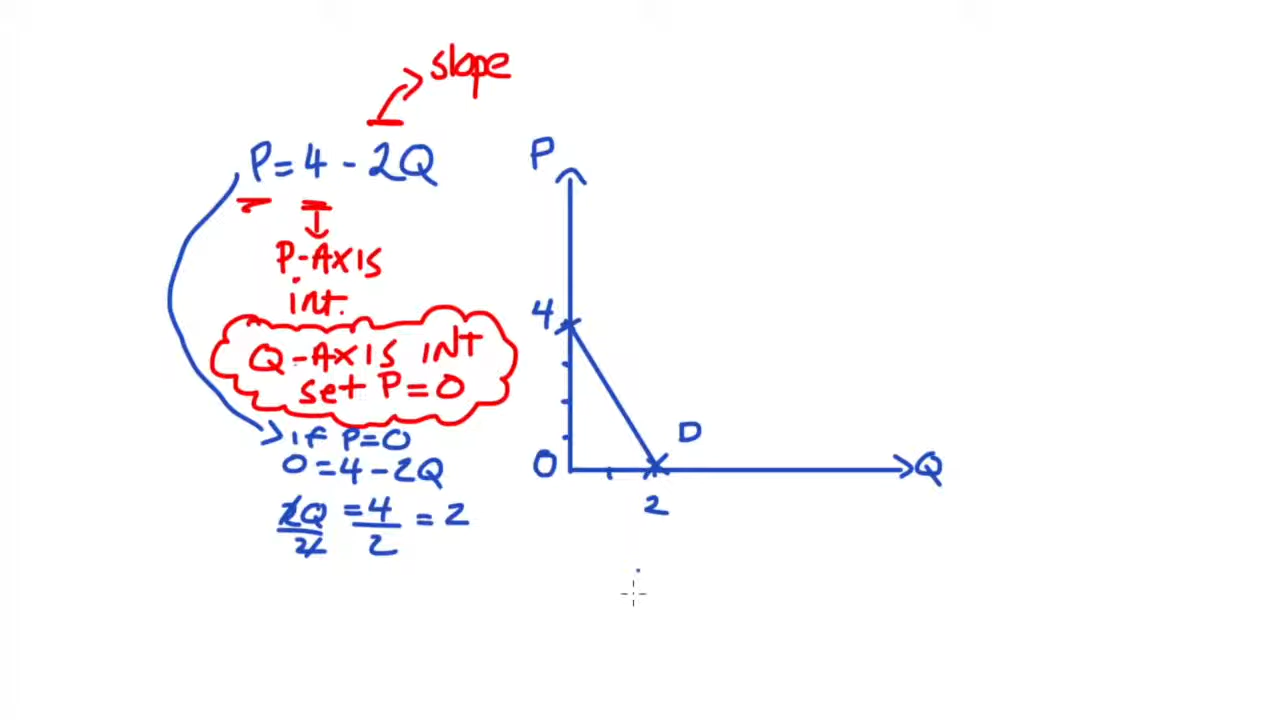 slope
P = 4 - 2Q
P-AXIS
int.
Q-AXIS INT
set P = 0
if P = 0
0 = 4 - 2Q
2Q = 4 = 2
2 2
P
4
0
D
Q
2